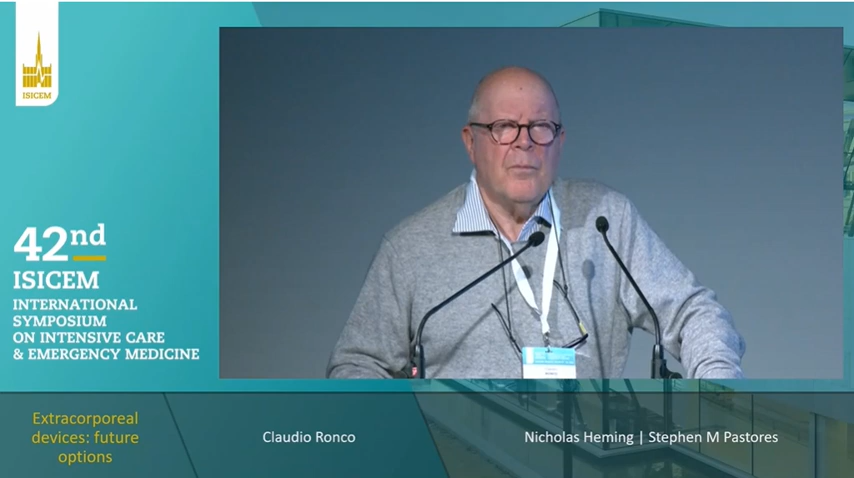 ISICEM
42nd
ISICEM
INTERNATIONAL
SYMPOSIUM
ON INTENSIVE CARE
& EMERGENCY MEDICINE
Extracorporeal
devices: future
options
Claudio Ronco
Nicholas Heming | Stephen M Pastores